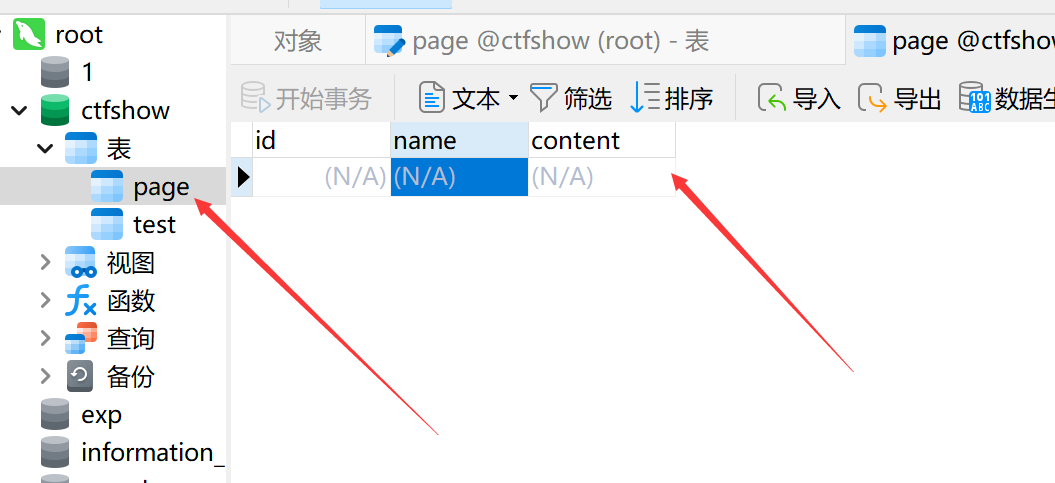 root
1
ctfshow
表
page
test
视图
函数
查询
备份
exp
information_
对象
page @ctfshow (root) - 表
page @ctfshow
开始事务
文本
筛选
排序
导入
导出
数据生
id name content
(N/A) (N/A) (N/A)